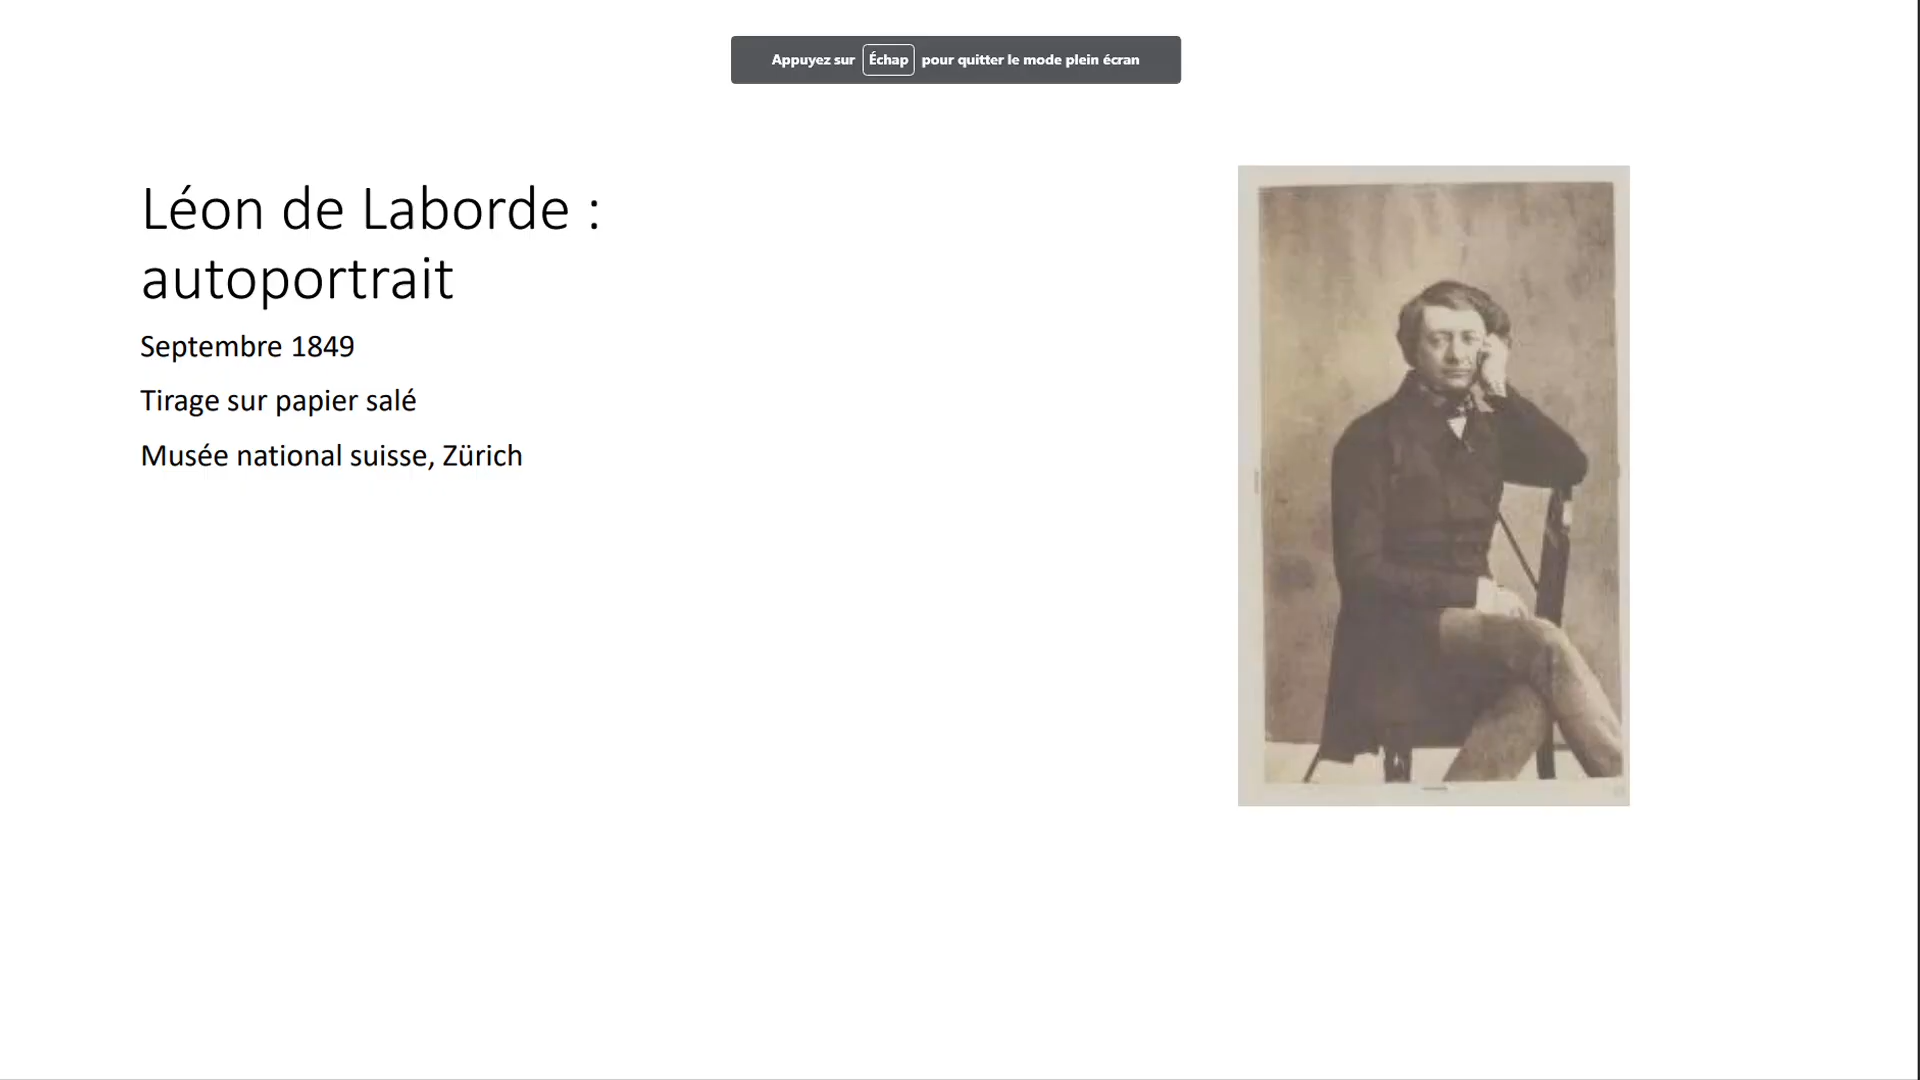 Appuyez sur Échap pour quitter le mode plein écran
Léon de Laborde :
autoportrait
Septembre 1849
Tirage sur papier salé
Musée national suisse, Zürich